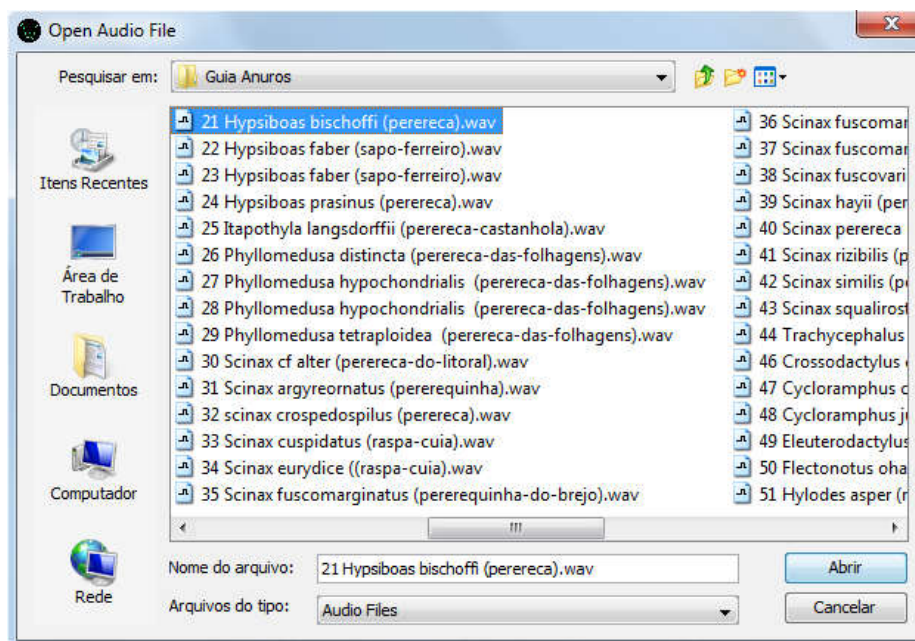 Open Audio File
Pesquisar em:
Guia Anuros
Itens Recentes
Área de
Trabalho
Documentos
Computador
Rede
21 Hypsiboas bischoffi (perereca).wav
22 Hypsiboas faber (sapo-ferreiro).wav
23 Hypsiboas faber (sapo-ferreiro).wav
24 Hypsiboas prasinus (perereca).wav
25 Itapothyla langsdorffii (perereca-castanhola).wav
26 Phyllomedusa distincta (perereca-das-folhagens).wav
27 Phyllomedusa hypochondrialis  (perereca-das-folhagens).wav
28 Phyllomedusa hypochondrialis  (perereca-das-folhagens).wav
29 Phyllomedusa tetraploidea  (perereca-das-folhagens).wav
30 Scinax cf alter (perereca-do-litoral).wav
31 Scinax argyreornatus (pererequinha).wav
32 scinax crospedospilus (perereca).wav
33 Scinax cuspidatus (raspa-cuia).wav
34 Scinax eurydice ((raspa-cuia).wav
35 Scinax fuscomarginatus (pererequinha-do-brejo).wav
36 Scinax fuscomar
37 Scinax fuscomar
38 Scinax fuscovari
39 Scinax hayii (per
40 Scinax perereca
41 Scinax rizibilis (p
42 Scinax similis (p
43 Scinax squalirost
44 Trachycephalus
46 Crossodactylus
47 Cycloramphus
48 Cycloramphus
49 Eleuterodactylus
50 Flectonotus oha
51 Hylodes asper (
Nome do arquivo:
21 Hypsiboas bischoffi (perereca).wav
Abrir
Arquivos do tipo:
Audio Files
Cancelar